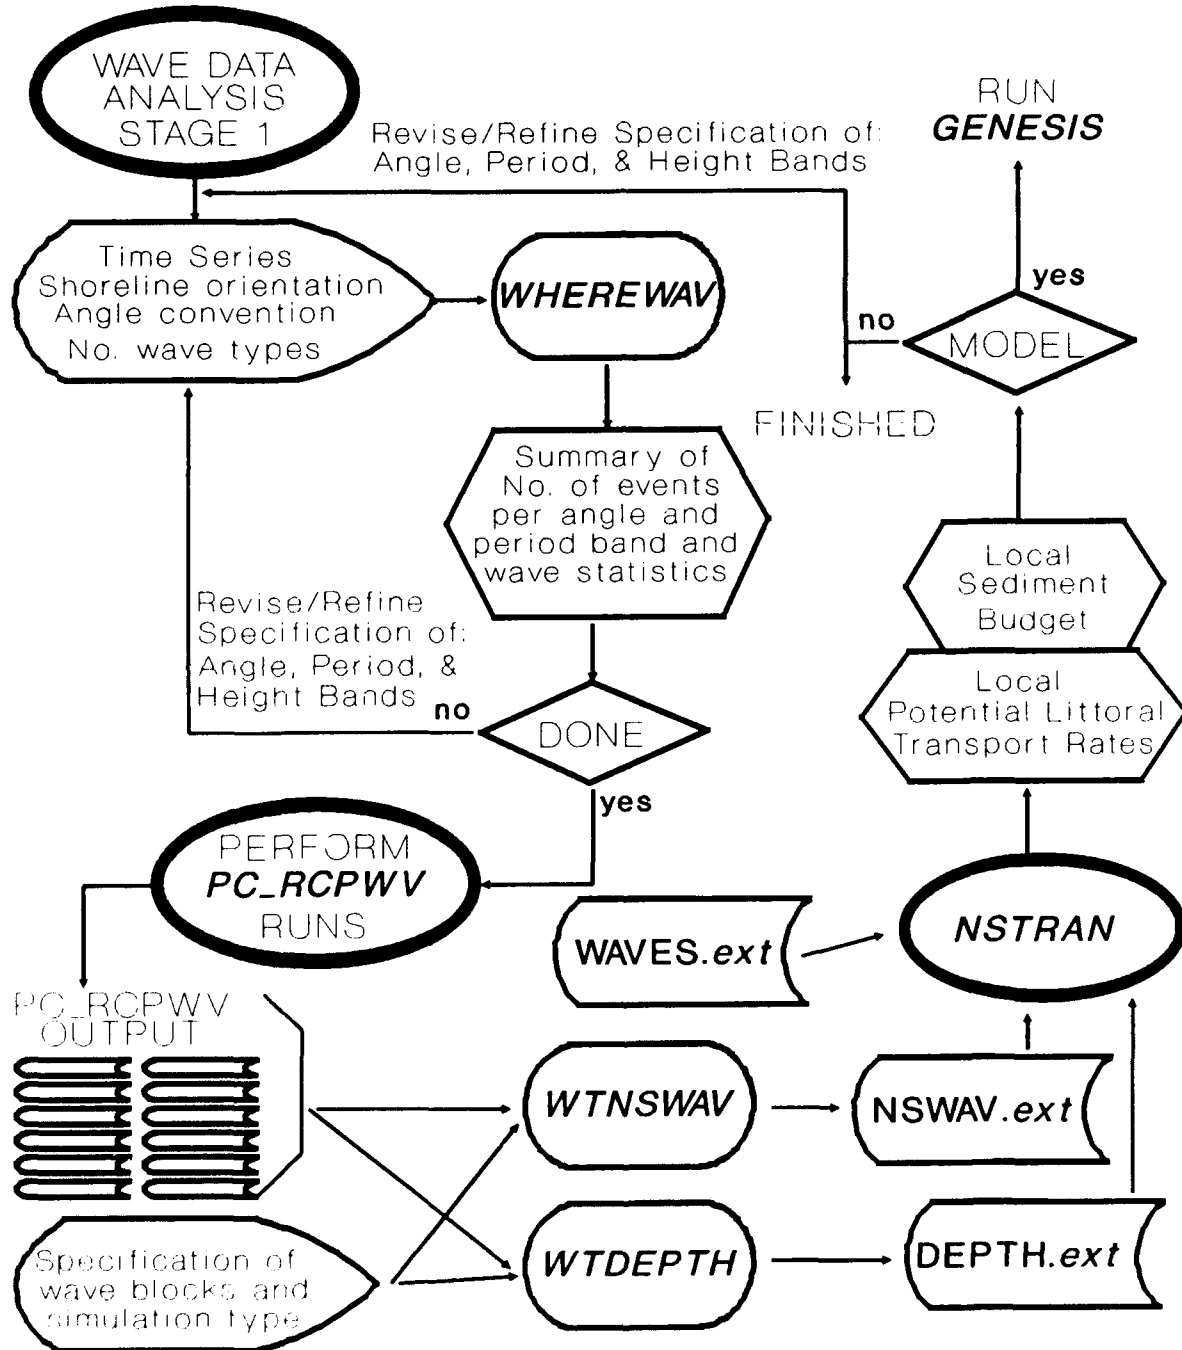 WAVE DATA
ANALYSIS
STAGE 1
Revise/Refine Specification of:
Angle, Period, & Height Bands
RUN
GENESIS
Time Series
Shoreline orientation
Angle convention
No. wave types
WHEREWAV
yes
no
MODEL
FINISHED
Summary of
No. of events
per angle and
period band and
wave statistics
Local
Sediment
Budget
Revise/Refine
Specification of:
Angle, Period, &
Height Bands
no
DONE
yes
Local
Potential Littoral
Transport Rates
PERFORM
PC_RCPWV
RUNS
WAVES.ext
NSTRAN
PC_RCPWV
OUTPUT
WTNSWAV
NSWAV.ext
Specification of
wave blocks and
simulation type
WTDEPTH
DEPTH.ext